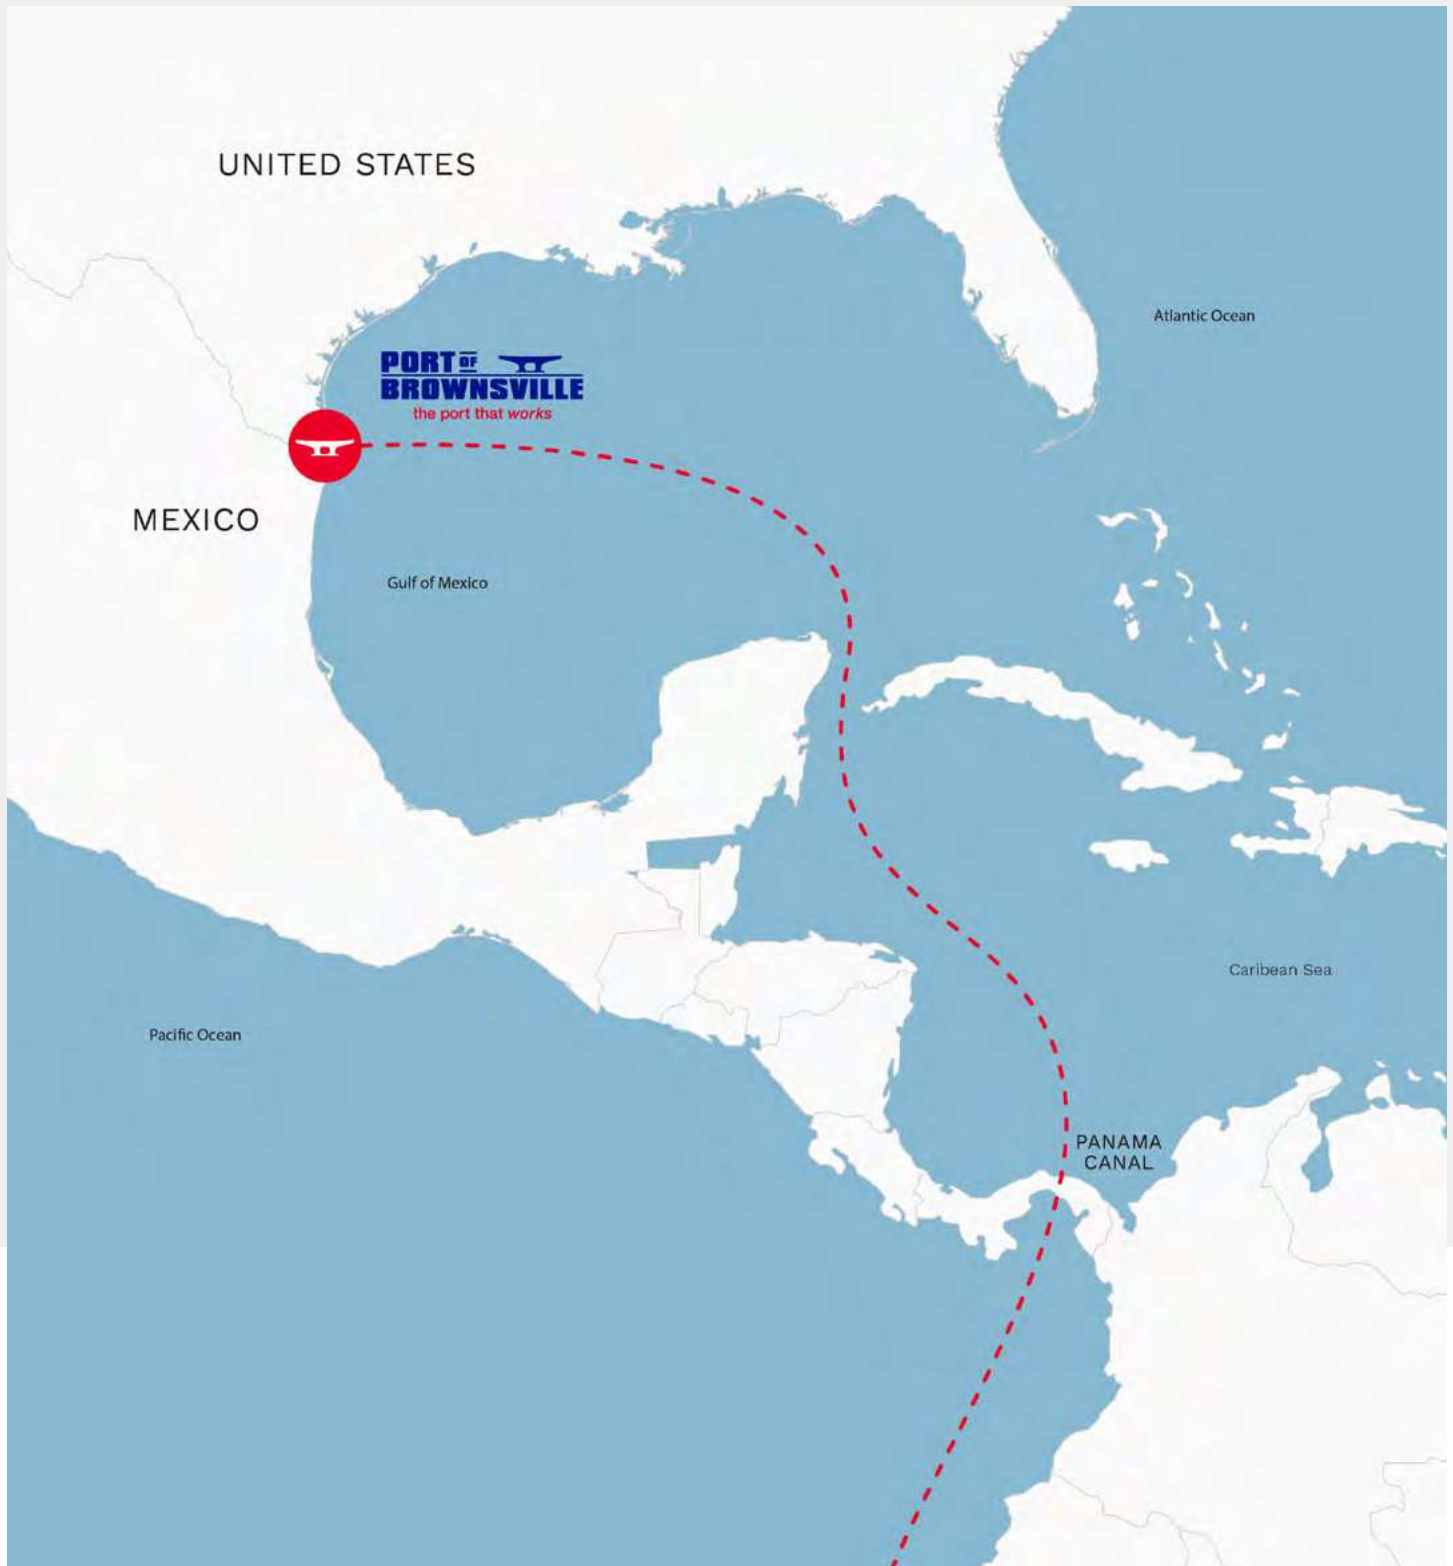 UNITED STATES
Atlantic Ocean
PORT OF
BROWNSVILLE
the port that works
MEXICO
Gulf of Mexico
Caribean Sea
Pacific Ocean
PANAMA
CANAL